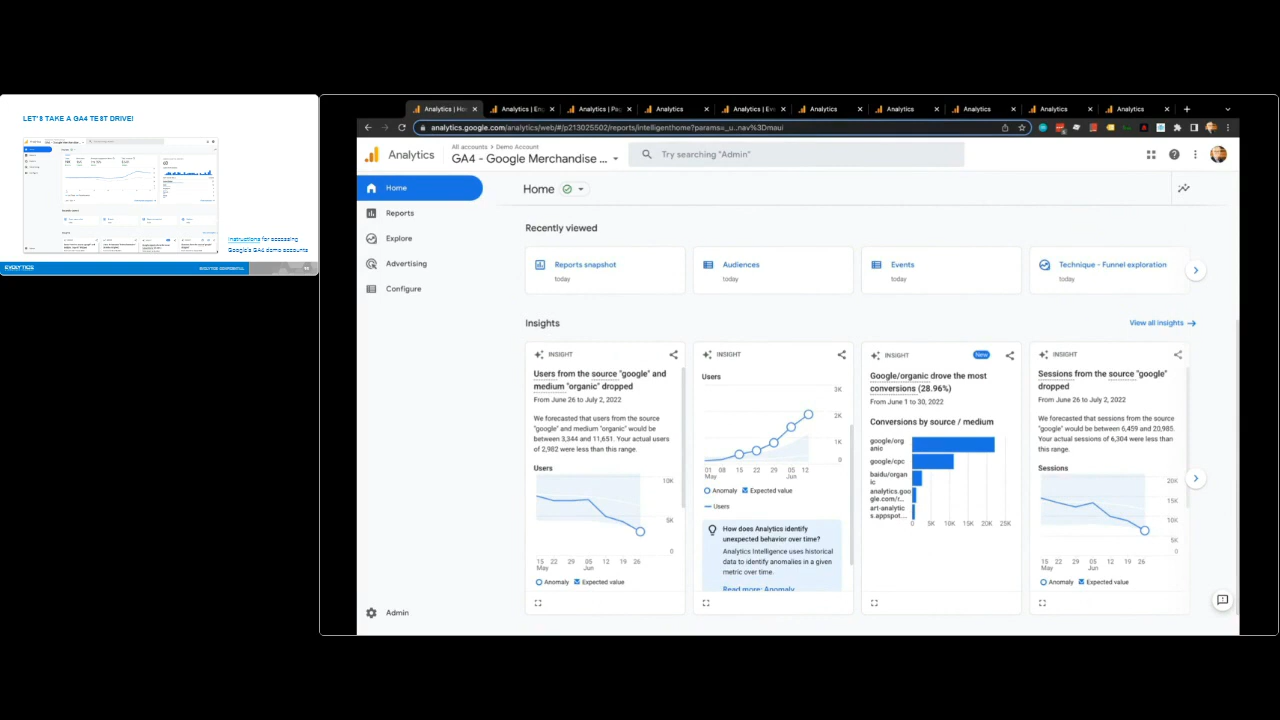 LET'S TAKE A GA4 TEST DRIVE!
Instructions for accessing
Google's GA4 demo accounts
EVOLYTICS
EVOLYTICS CONFIDENTIAL
Analytics | Ho
Analytics | En
Analytics | Pa
Analytics
Analytics | Ev
Analytics
Analytics
Analytics
Analytics
Analytics
analytics.google.com/analytics/web/#/p213025502/reports/intelligenthome?params=_u..nav%3Dmaui
Analytics
All accounts > Demo Account
GA4 - Google Merchandise ...
Try searching "Admin"
Home
Reports
Explore
Advertising
Configure
Admin
Home
Recently viewed
Reports snapshot
today
Audiences
today
Events
today
Technique - Funnel exploration
today
Insights
View all insights
INSIGHT
Users from the source "google" and
medium "organic" dropped
From June 26 to July 2, 2022
We forecasted that users from the source
"google" and medium "organic" would be
between 3,344 and 11,651. Your actual users
of 2,982 were less than this range.
Users
10K
5K
0
15 22 29 05 12 19 26
May Jun
Anomaly Expected value
INSIGHT
Users
3K
2K
1K
0
01 08 15 22 29 05 12
May Jun
Anomaly Expected value
Users
How does Analytics identify
unexpected behavior over time?
Analytics Intelligence uses historical
data to identify anomalies in a given
metric over time.
Read more: Anomaly
INSIGHT
New
Google/organic drove the most
conversions (28.96%)
From June 1 to 30, 2022
Conversions by source / medium
google/org
anic
google/cpc
baidu/organ
ic
analytics.goo
gle.com/r...
art-analytic
s.appspot....
0 5K 10K 15K 20K 25K
INSIGHT
Sessions from the source "google"
dropped
From June 26 to July 2, 2022
We forecasted that sessions from the source
"google" would be between 6,459 and 20,985.
Your actual sessions of 6,304 were less than
this range.
Sessions
20K
15K
10K
5K
0
15 22 29 05 12 19 26
May Jun
Anomaly Expected value